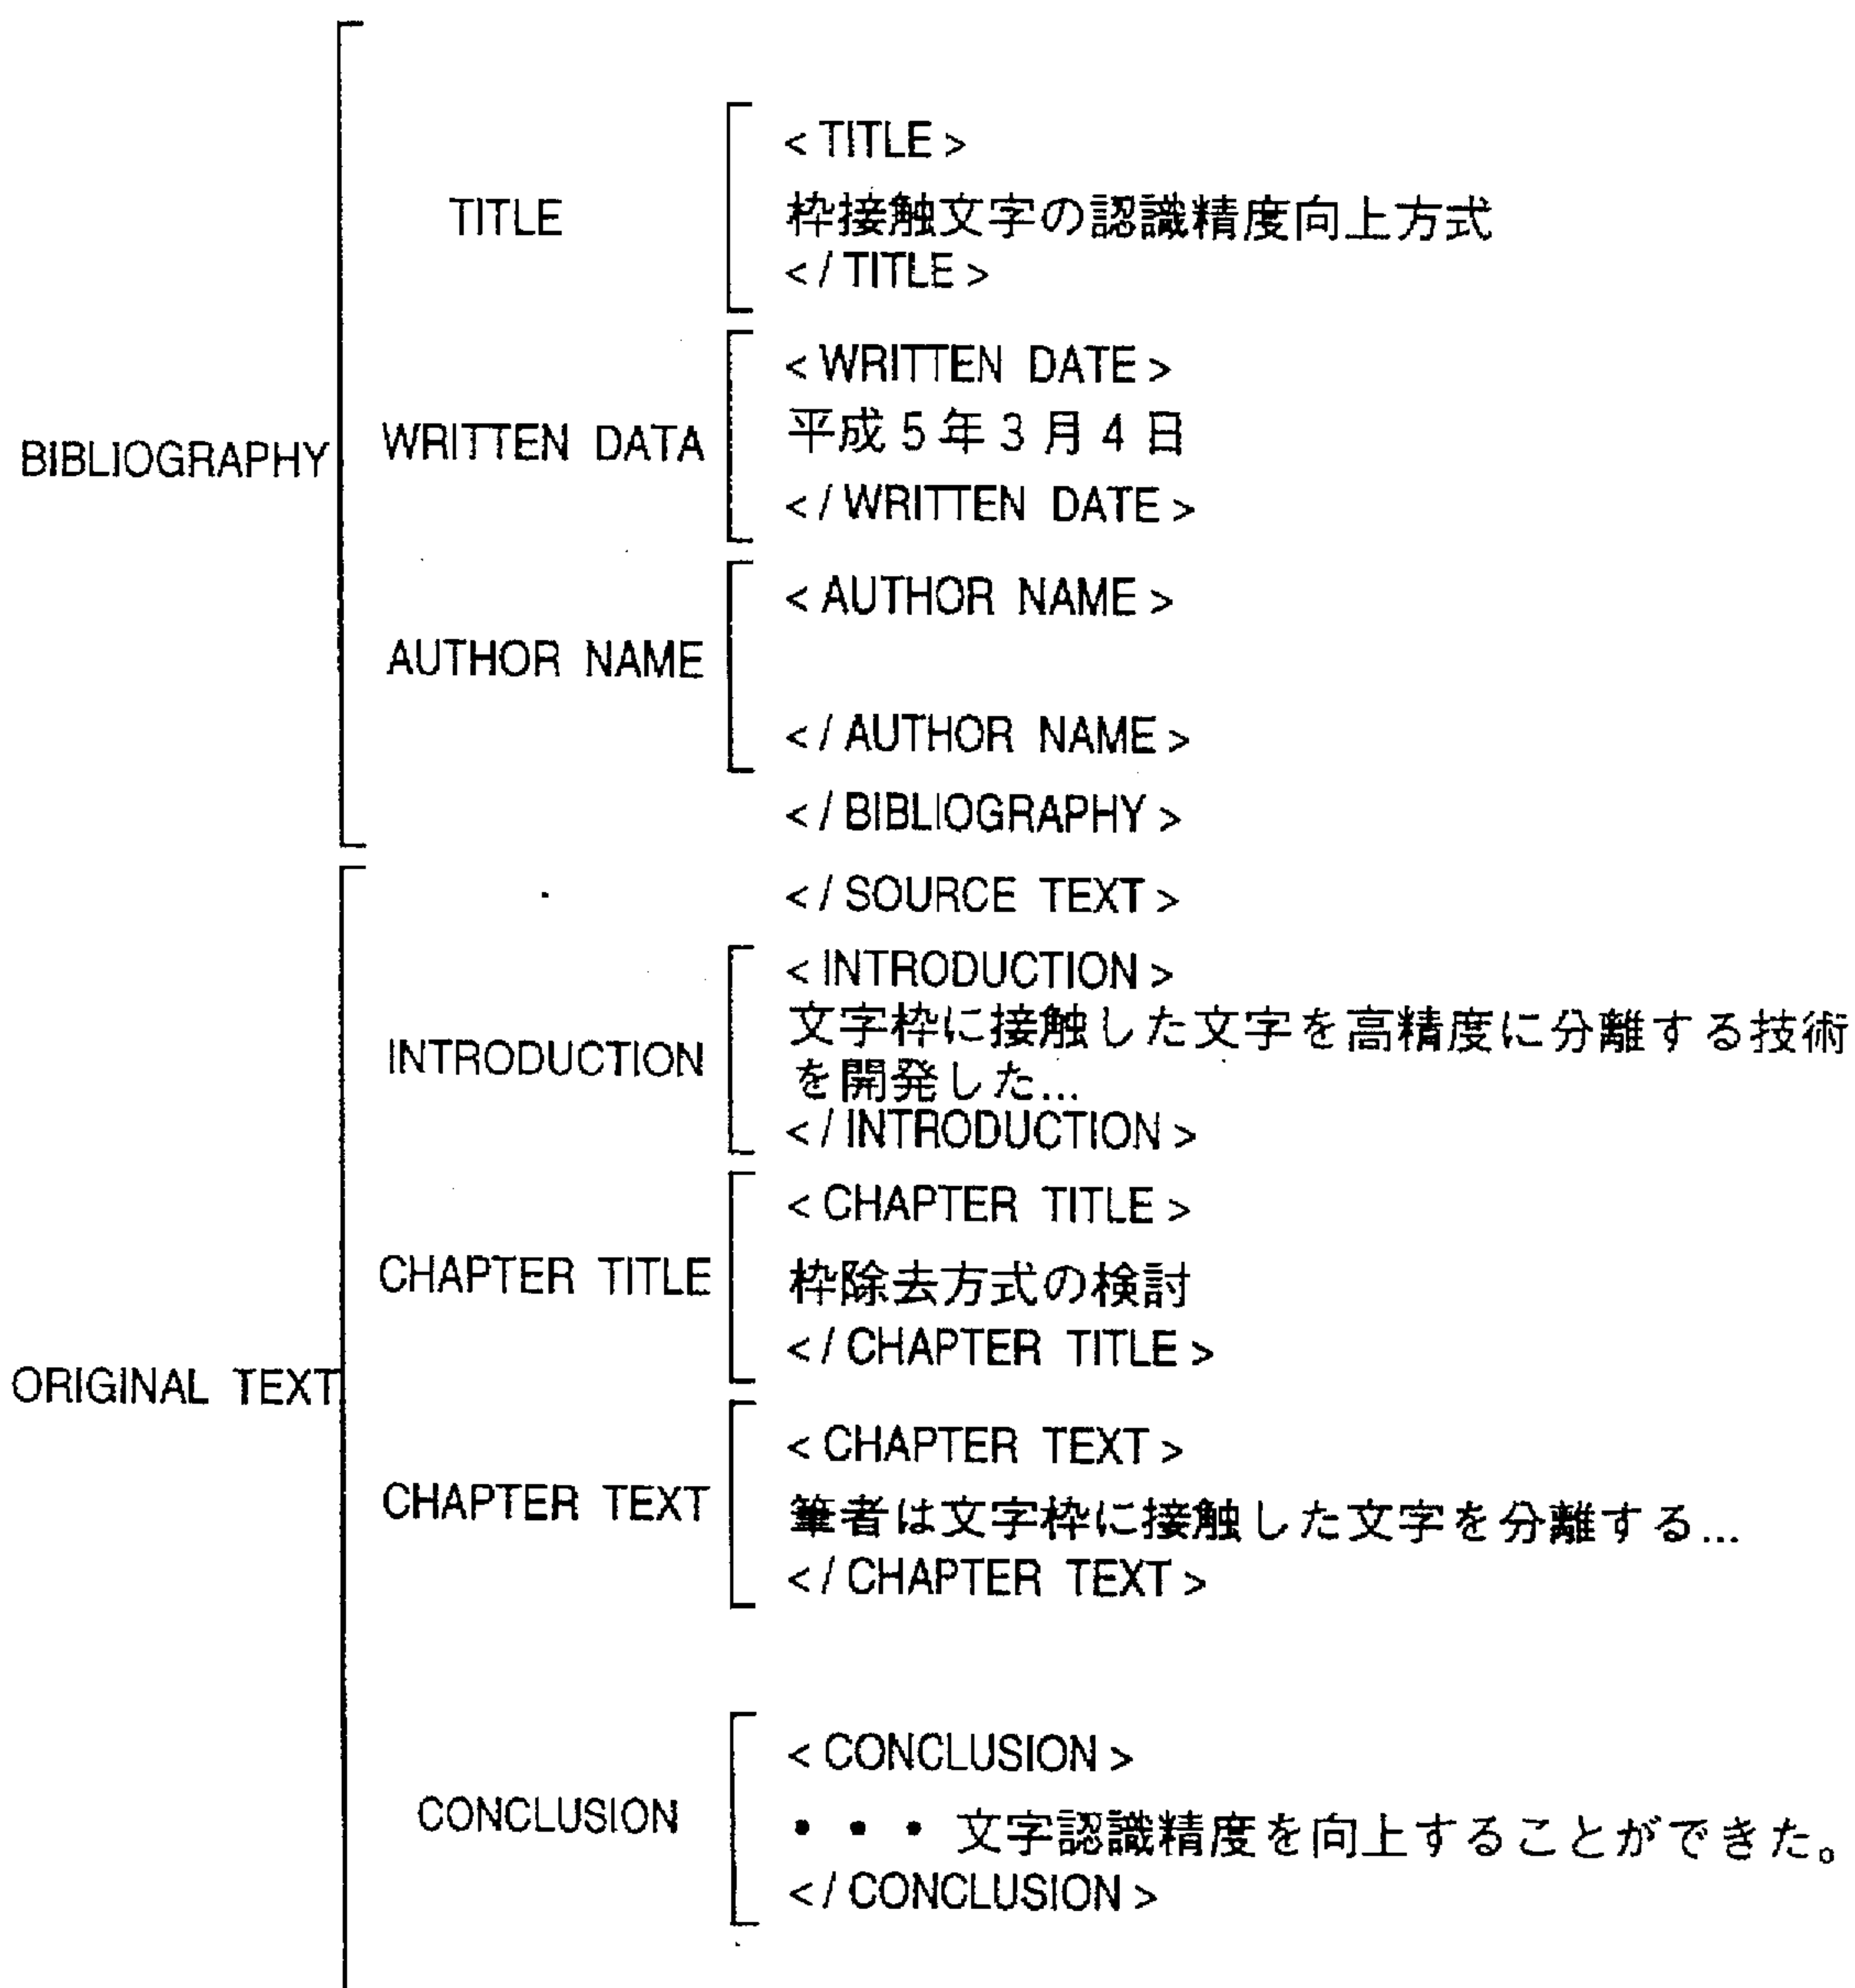 BIBLIOGRAPHY
TITLE
< TITLE >
枠接触文字の認識精度向上方式
< / TITLE >
WRITTEN DATA
< WRITTEN DATE >
平成5年3月4日
< / WRITTEN DATE >
AUTHOR NAME
< AUTHOR NAME >
< / AUTHOR NAME >
< / BIBLIOGRAPHY >
ORIGINAL TEXT
< / SOURCE TEXT >
INTRODUCTION
< INTRODUCTION >
文字枠に接触した文字を高精度に分離する技術
を開発した...
< / INTRODUCTION >
CHAPTER TITLE
< CHAPTER TITLE >
枠除去方式の検討
< / CHAPTER TITLE >
CHAPTER TEXT
< CHAPTER TEXT >
筆者は文字枠に接触した文字を分離する...
< / CHAPTER TEXT >
CONCLUSION
< CONCLUSION >
・・・文字認識精度を向上することができた。
< / CONCLUSION >